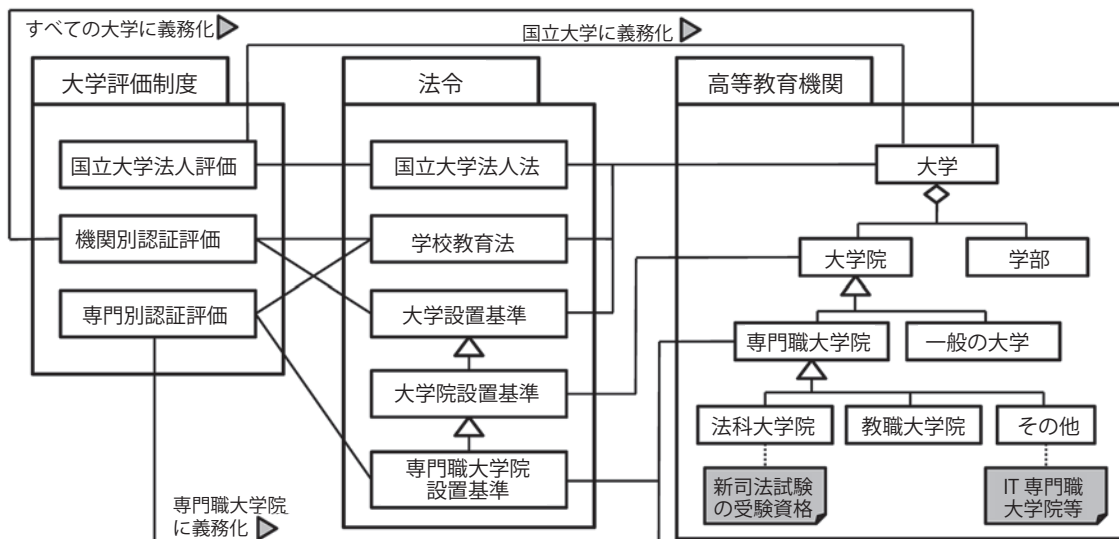 すべての大学に義務化
国立大学に義務化
大学評価制度
法令
高等教育機関
国立大学法人評価
国立大学法人法
大学
機関別認証評価
学校教育法
大学院
学部
専門別認証評価
大学設置基準
専門職大学院
一般の大学
大学院設置基準
法科大学院
教職大学院
その他
専門職大学院
設置基準
新司法試験
の受験資格
IT 専門職
大学院等
専門職大学院
に義務化